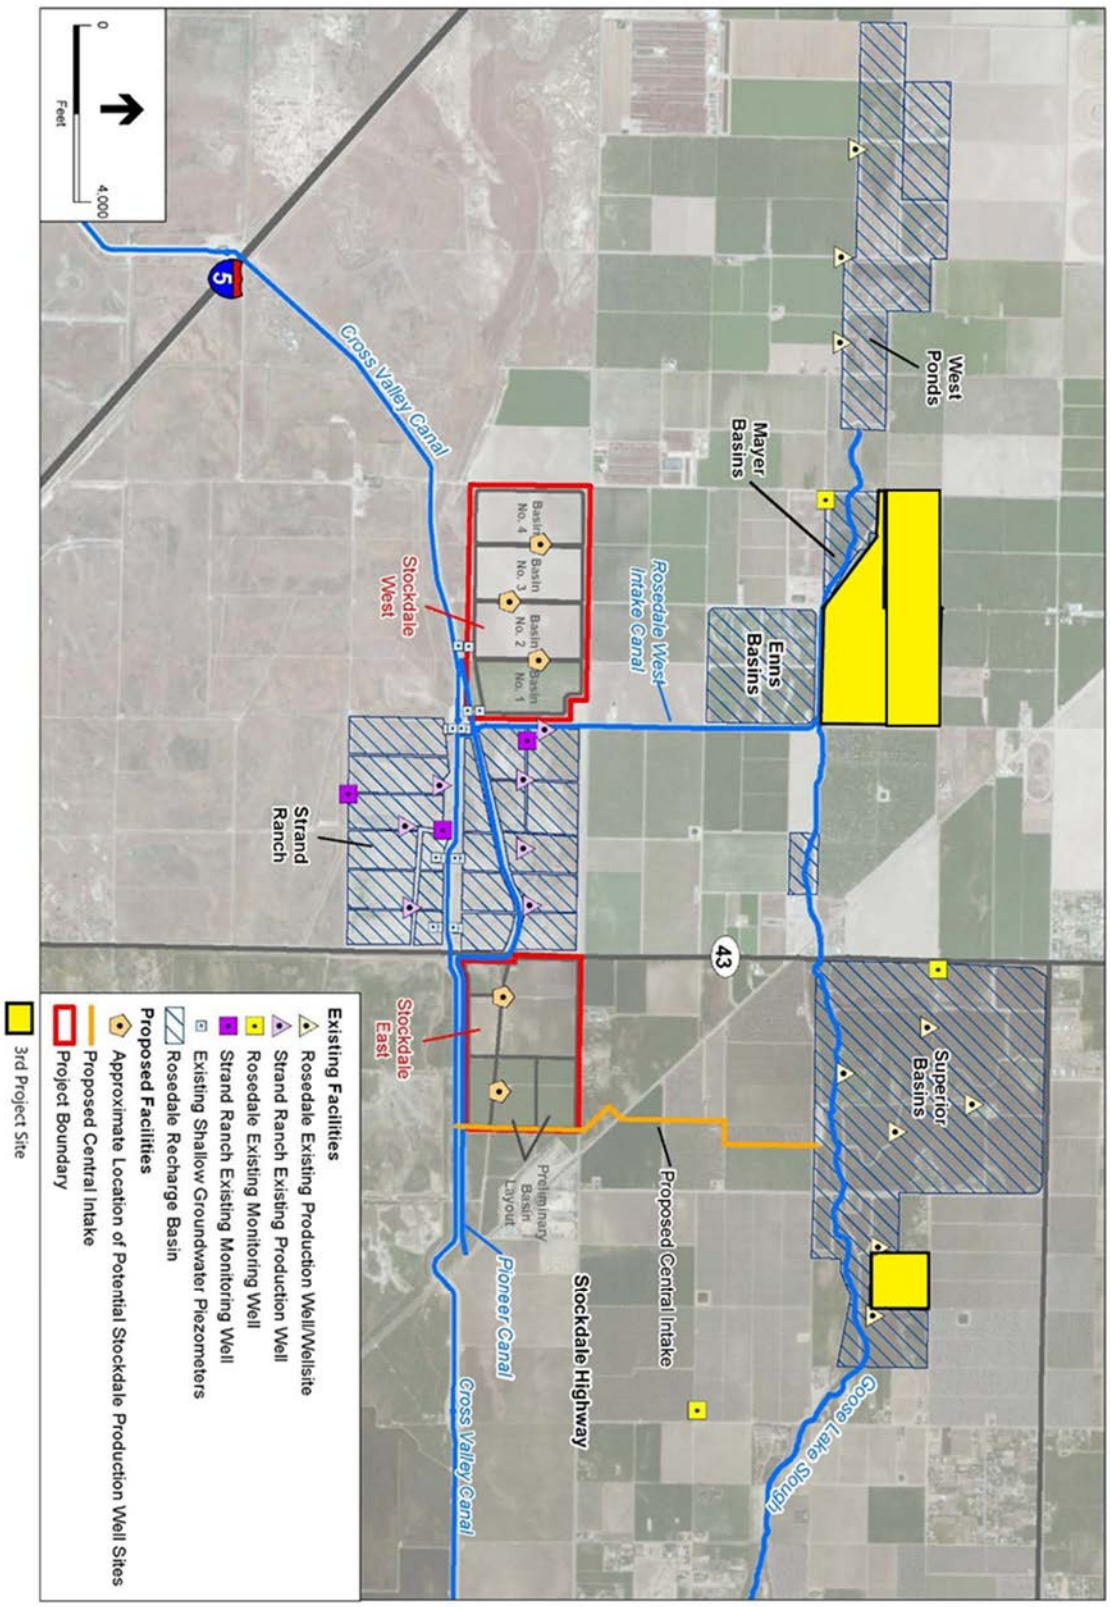 West
Ponds
Mayer
Basins
Enns
Basins
Superior
Basins
Goose Lake Slough
43
Rosedale West
Intake Canal
Proposed Central Intake
Stockdale Highway
Basin
No. 4
Basin
No. 3
Basin
No. 2
Basin
No. 1
Preliminary
Basin
Layout
Stockdale
West
Stockdale
East
Pioneer Canal
Cross Valley Canal
Cross Valley Canal
Strand
Ranch
5
0
4,000
Feet
Existing Facilities
Rosedale Existing Production Well/Wellsite
Strand Ranch Existing Production Well
Rosedale Existing Monitoring Well
Strand Ranch Existing Monitoring Well
Existing Shallow Groundwater Piezometers
Rosedale Recharge Basin
Proposed Facilities
Approximate Location of Potential Stockdale Production Well Sites
Proposed Central Intake
Project Boundary
3rd Project Site